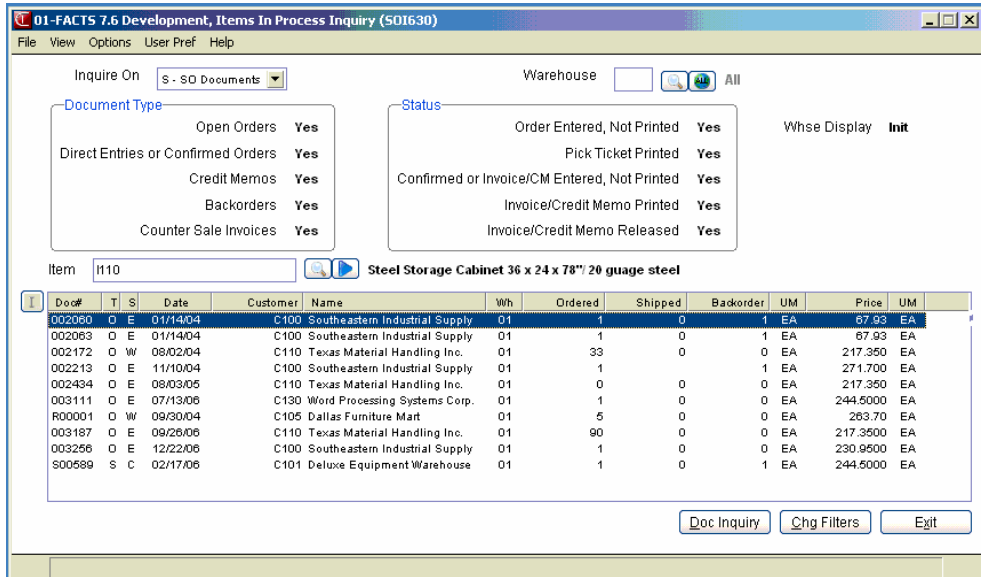 01-FACTS 7.6 Development, Items In Process Inquiry (SOI630)
File View Options User Pref Help
Inquire On S - SO Documents Warehouse All
Document Type Status
Open Orders Yes Order Entered, Not Printed Yes Whse Display Init
Direct Entries or Confirmed Orders Yes Pick Ticket Printed Yes
Credit Memos Yes Confirmed or Invoice/CM Entered, Not Printed Yes
Backorders Yes Invoice/Credit Memo Printed Yes
Counter Sale Invoices Yes Invoice/Credit Memo Released Yes
Item I110 Steel Storage Cabinet 36 x 24 x 78"/ 20 guage steel
I Doc# T S Date Customer Name Wh Ordered Shipped Backorder UM Price UM
002060 O E 01/14/04 C100 Southeastern Industrial Supply 01 1 0 1 EA 67.93 EA
002063 O E 01/14/04 C100 Southeastern Industrial Supply 01 1 0 1 EA 67.93 EA
002172 O W 08/02/04 C110 Texas Material Handling Inc. 01 33 0 0 EA 217.350 EA
002213 O E 11/10/04 C100 Southeastern Industrial Supply 01 1 1 EA 271.700 EA
002434 O E 08/03/05 C110 Texas Material Handling Inc. 01 0 0 0 EA 217.350 EA
003111 O E 07/13/06 C130 Word Processing Systems Corp. 01 1 0 0 EA 244.5000 EA
R00001 O W 09/30/04 C105 Dallas Furniture Mart 01 5 0 0 EA 263.70 EA
003187 O E 09/26/06 C110 Texas Material Handling Inc. 01 90 0 0 EA 217.3500 EA
003256 O E 12/22/06 C100 Southeastern Industrial Supply 01 1 0 0 EA 230.9500 EA
S00589 S C 02/17/06 C101 Deluxe Equipment Warehouse 01 1 0 1 EA 244.5000 EA
Doc Inquiry Chg Filters Exit